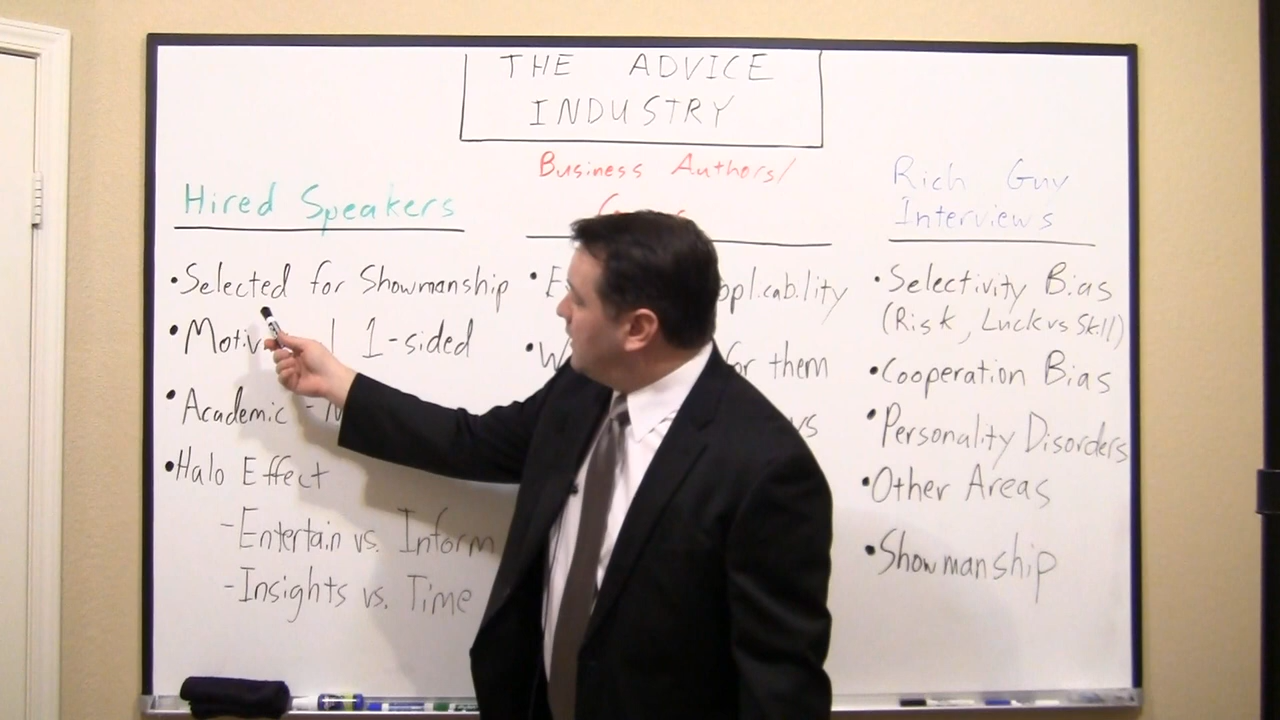 THE ADVICE
INDUSTRY
Hired Speakers
• Selected for Showmanship
1-sided
• Academic -
• Halo Effect
- Entertain vs. Inform
- Insights vs. Time
Business Authors/
for them
Rich Guy
Interviews
• Selectivity Bias
(Risk, Luck vs Skill)
• Cooperation Bias
• Personality Disorders
• Other Areas
• Showmanship